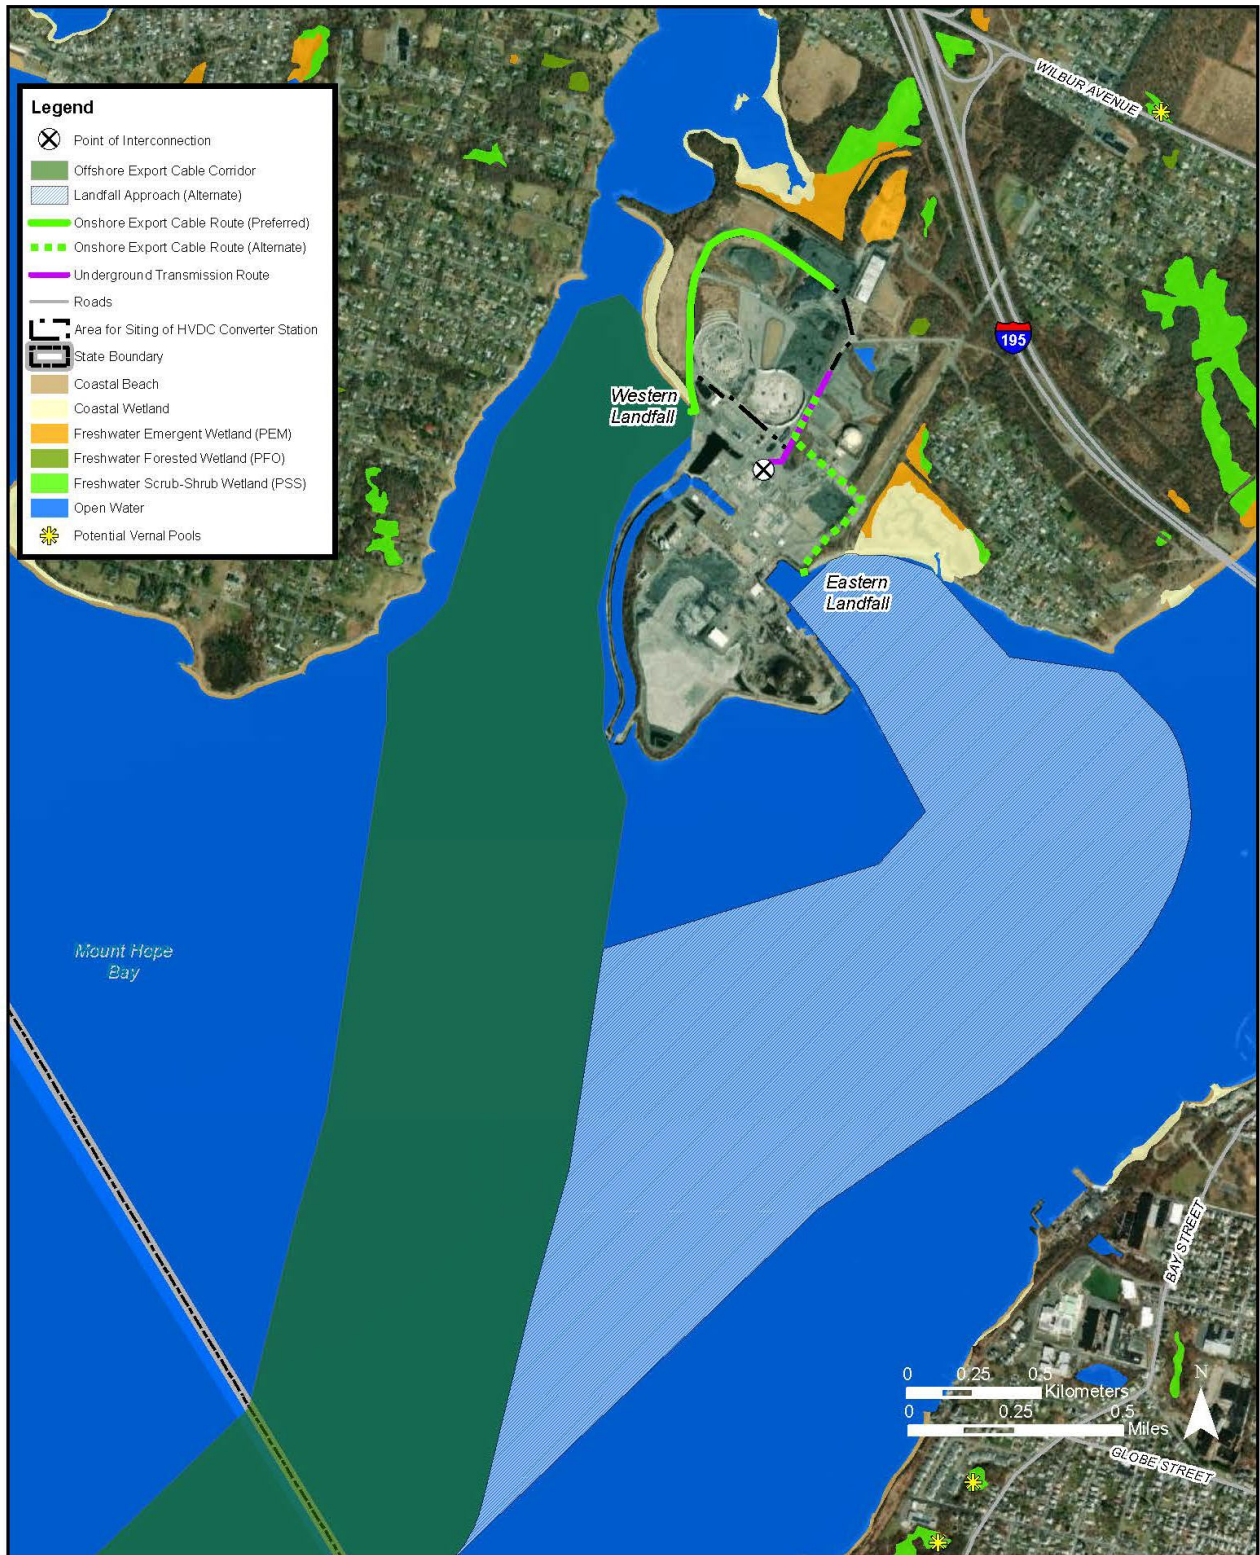 Legend
Point of Interconnection
Offshore Export Cable Corridor
Landfall Approach (Alternate)
Onshore Export Cable Route (Preferred)
Onshore Export Cable Route (Alternate)
Underground Transmission Route
Roads
Area for Siting of HVDC Converter Station
State Boundary
Coastal Beach
Coastal Wetland
Freshwater Emergent Wetland (PEM)
Freshwater Forested Wetland (PFO)
Freshwater Scrub-Shrub Wetland (PSS)
Open Water
Potential Vernal Pools
WILBUR AVENUE
195
Western
Landfall
Eastern
Landfall
Mount Hope
Bay
BAY STREET
0 0.25 0.5
Kilometers
0 0.25 0.5
Miles
N
GLOBE STREET